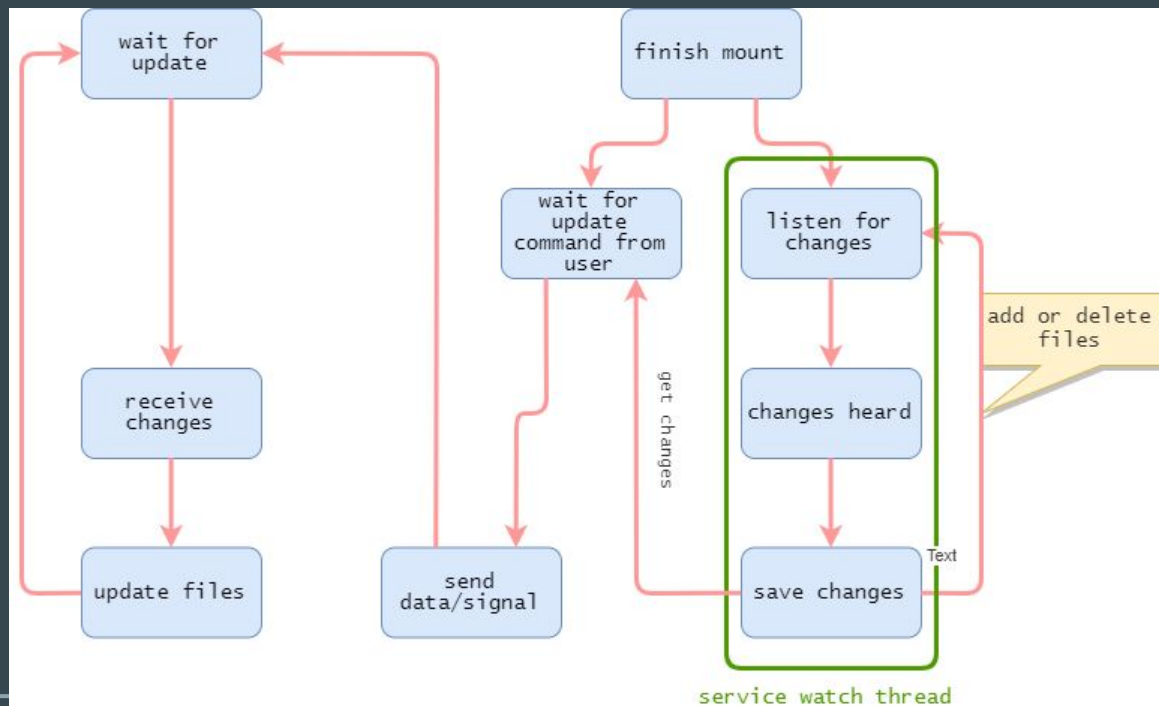 wait for
update
finish mount
wait for
update
command from
user
listen for
changes
add or delete
files
receive
changes
get changes
changes heard
update files
send
data/signal
save changes
Text
service watch thread